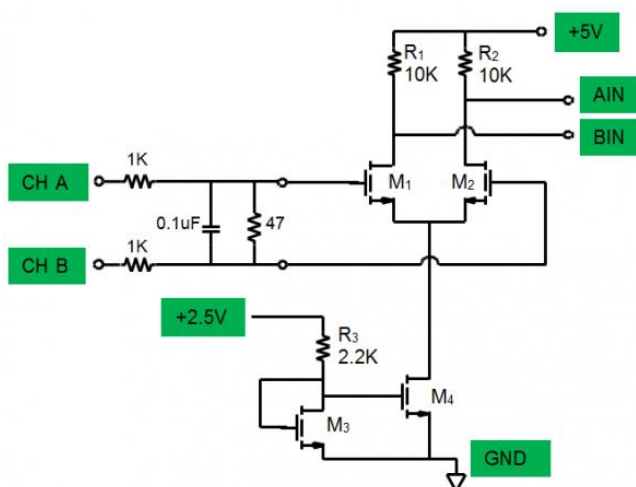 +5V
R1
10K
R2
10K
AIN
BIN
1K
CH A
M1
M2
0.1uF
47
1K
CH B
+2.5V
R3
2.2K
M4
M3
GND